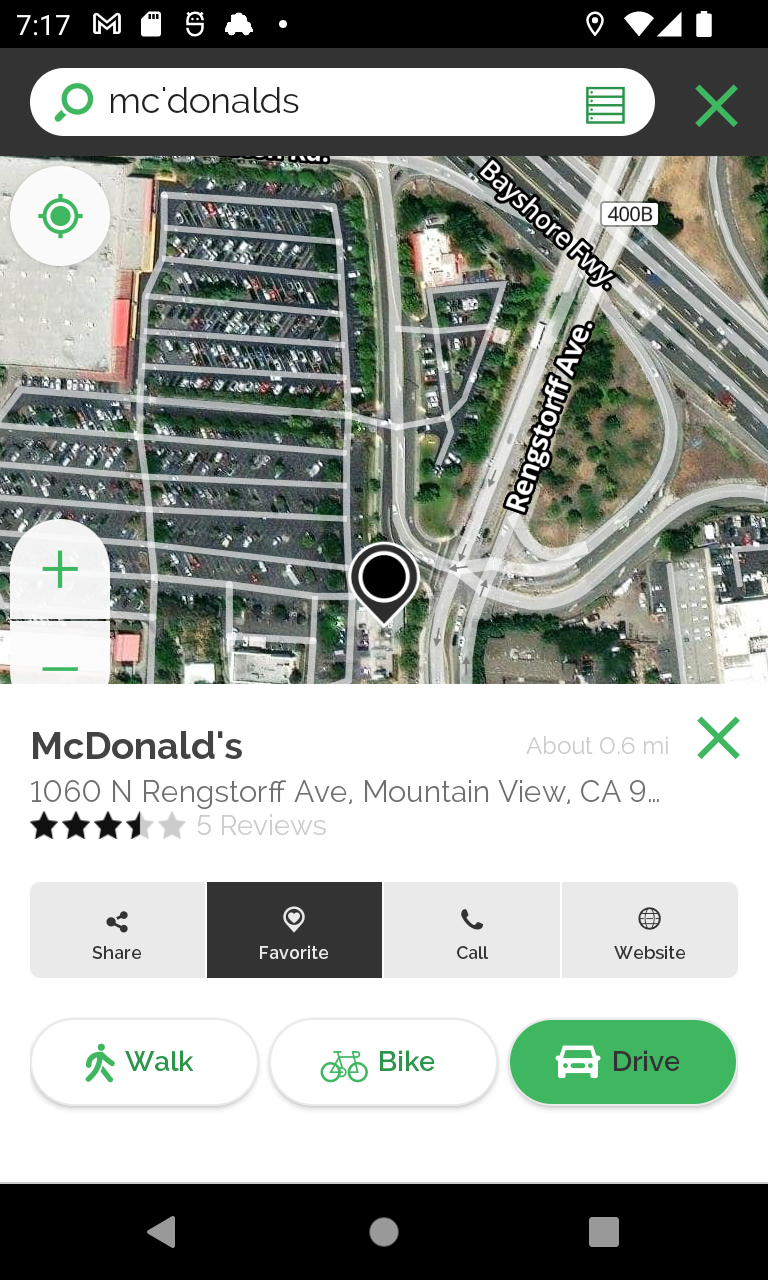 7:17
mc'donalds
Rd.
Bayshore Fwy.
400B
Rengstorff Ave.
McDonald's
About 0.6 mi
1060 N Rengstorff Ave, Mountain View, CA 9…
5 Reviews
Share
Favorite
Call
Website
Walk
Bike
Drive